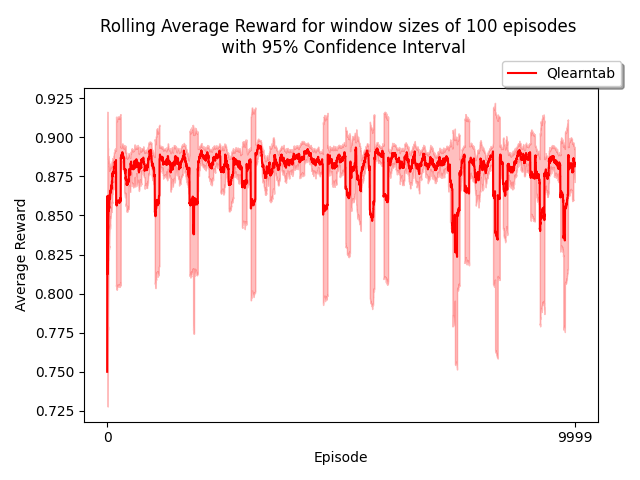 Rolling Average Reward for window sizes of 100 episodes
with 95% Confidence Interval
Qlearntab
0.925
0.900
0.875
0.850
0.825
0.800
0.775
0.750
0.725
Average Reward
0
9999
Episode